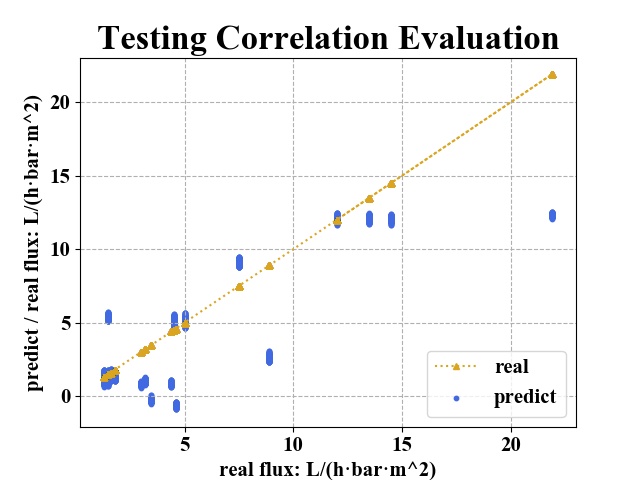 Testing Correlation Evaluation
predict / real flux: L/(h·bar·m^2)
20
15
10
5
0
5
10
15
20
real flux: L/(h·bar·m^2)
real
predict